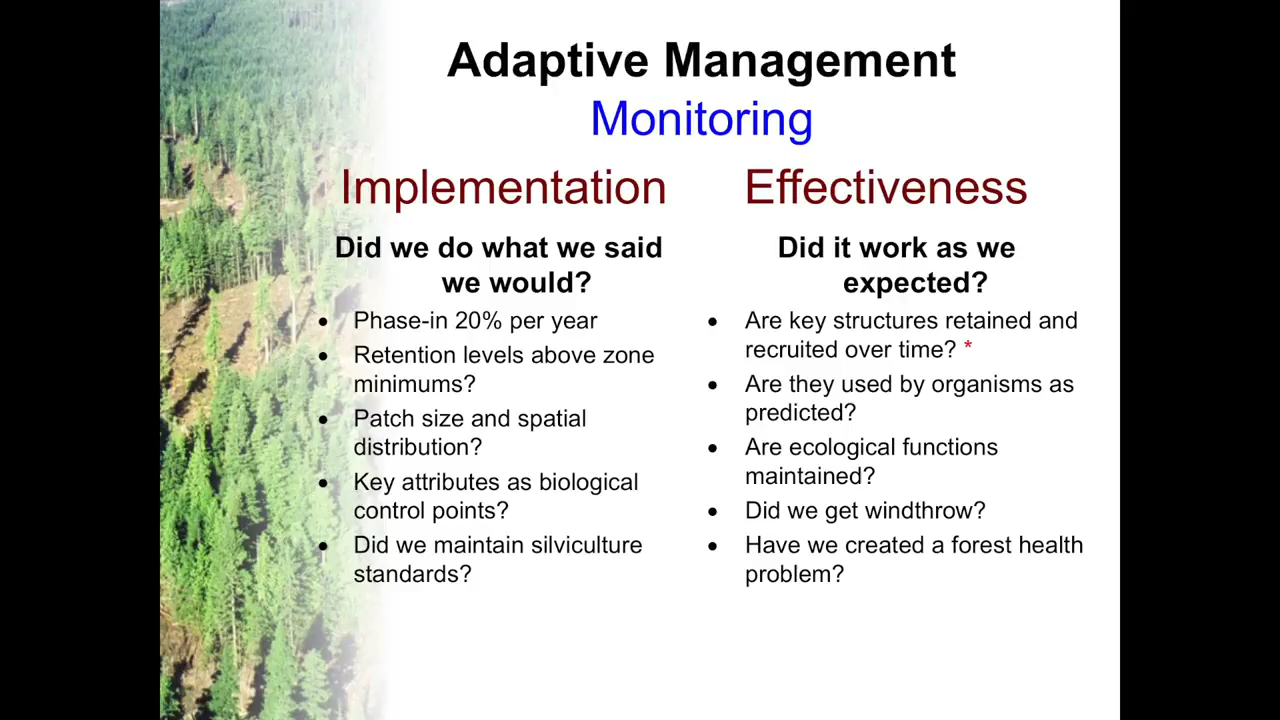 Adaptive Management
Monitoring
Implementation
Did we do what we said
we would?
• Phase-in 20% per year
• Retention levels above zone
minimums?
• Patch size and spatial
distribution?
• Key attributes as biological
control points?
• Did we maintain silviculture
standards?
Effectiveness
Did it work as we
expected?
• Are key structures retained and
recruited over time? *
• Are they used by organisms as
predicted?
• Are ecological functions
maintained?
• Did we get windthrow?
• Have we created a forest health
problem?